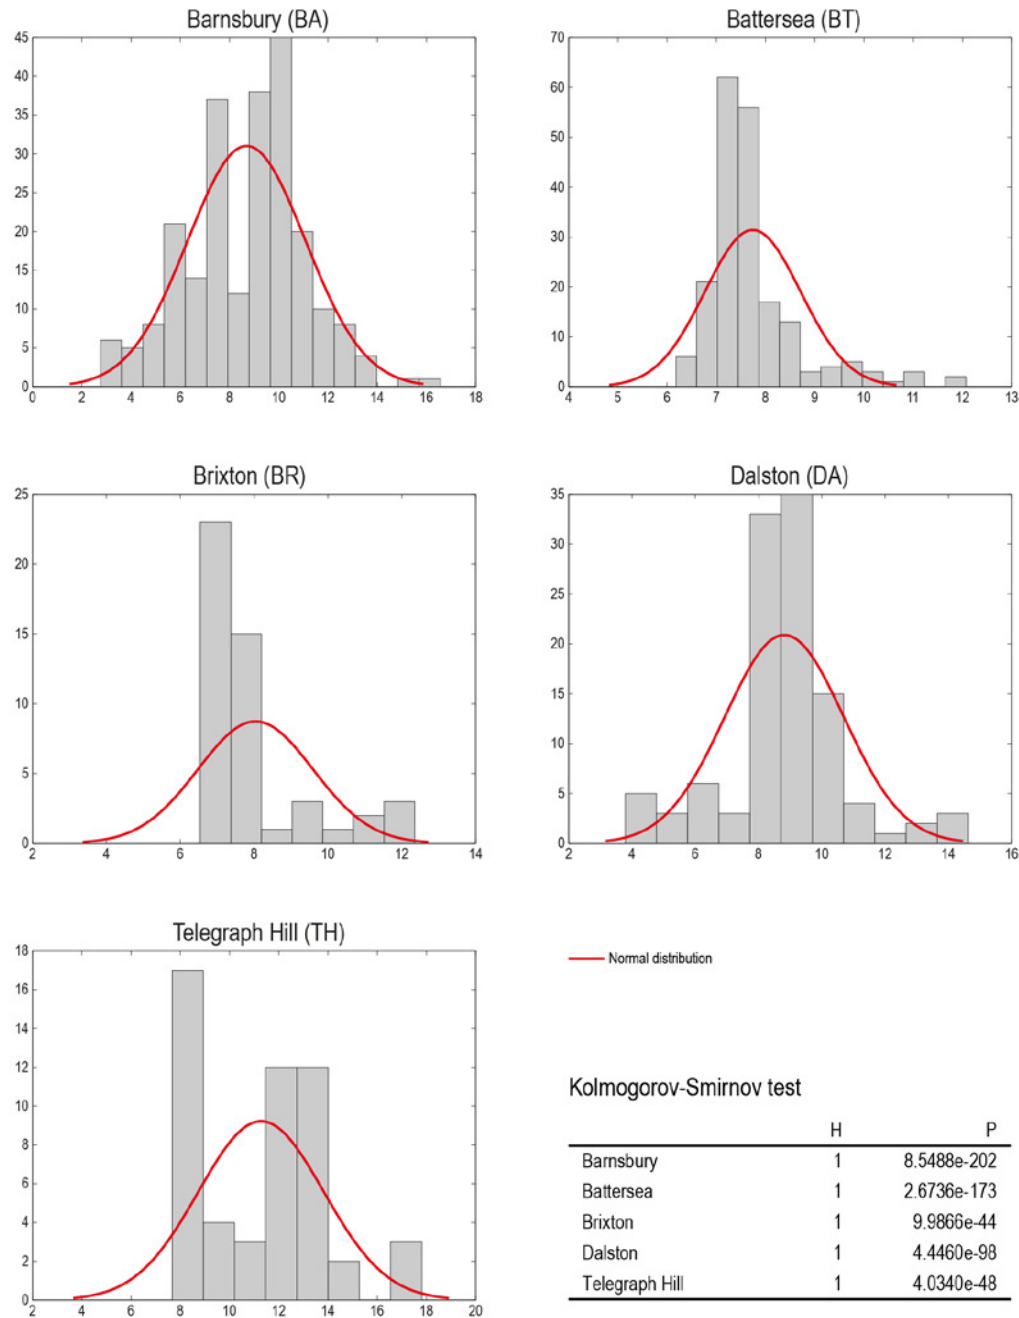 Barnsbury (BA)
45
40
35
30
25
20
15
10
5
0
0 2 4 6 8 10 12 14 16 18
Battersea (BT)
70
60
50
40
30
20
10
0
4 5 6 7 8 9 10 11 12 13
Brixton (BR)
25
20
15
10
5
0
2 4 6 8 10 12 14
Dalston (DA)
35
30
25
20
15
10
5
0
2 4 6 8 10 12 14 16
Telegraph Hill (TH)
18
16
14
12
10
8
6
4
2
0
2 4 6 8 10 12 14 16 18 20
Normal distribution
Kolmogorov-Smirnov test
H P
Barnsbury 1 8.5488e-202
Battersea 1 2.6736e-173
Brixton 1 9.9866e-44
Dalston 1 4.4460e-98
Telegraph Hill 1 4.0340e-48